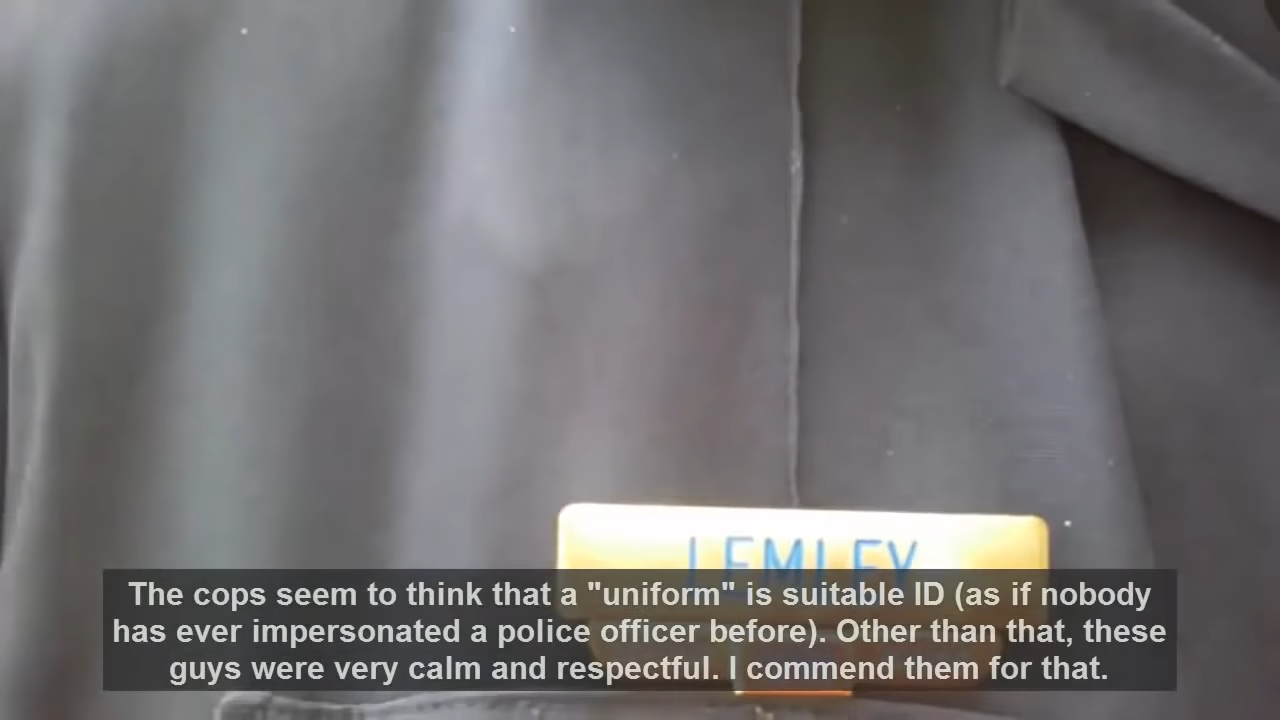 LEMLEY
The cops seem to think that a "uniform" is suitable ID (as if nobody
has ever impersonated a police officer before). Other than that, these
guys were very calm and respectful. I commend them for that.